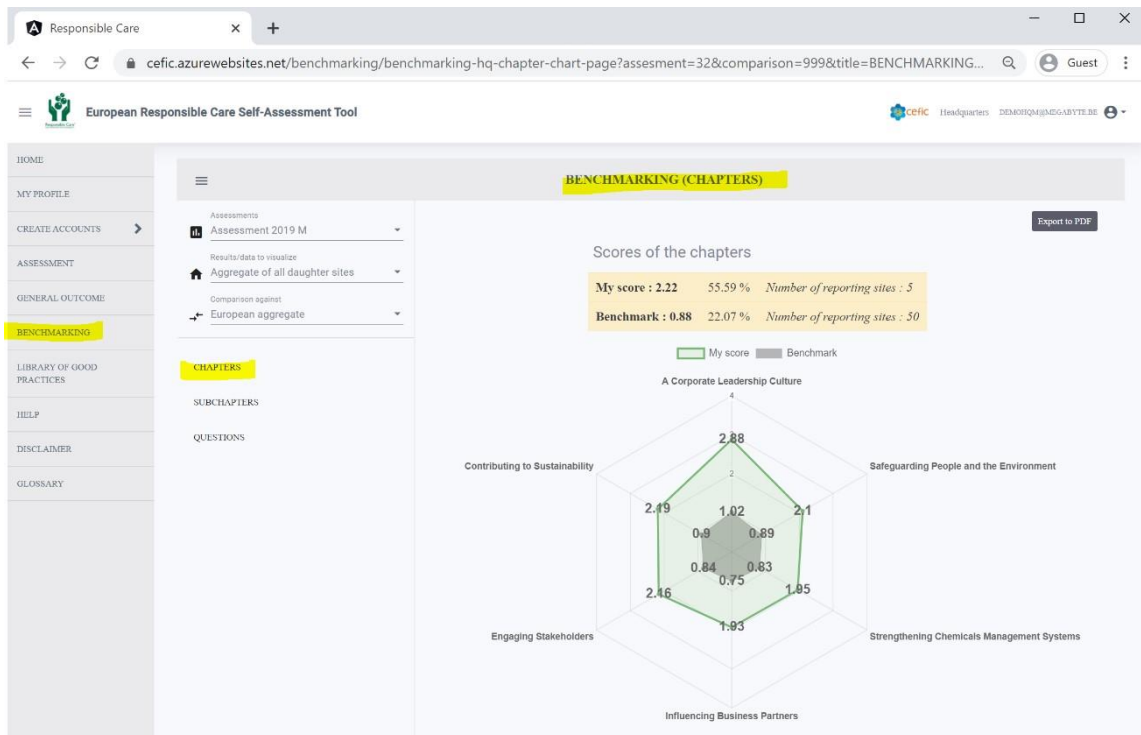 Responsible Care
cefic.azurewebsites.net/benchmarking/benchmarking-hq-chapter-chart-page?assesment=32&comparison=999&title=BENCHMARKING...
Guest
Responsible Care
European Responsible Care Self-Assessment Tool
cefic Headquarters DEMOHQM@MEGABYTE.BE
HOME
MY PROFILE
CREATE ACCOUNTS
ASSESSMENT
GENERAL OUTCOME
BENCHMARKING
LIBRARY OF GOOD
PRACTICES
HELP
DISCLAIMER
GLOSSARY
BENCHMARKING (CHAPTERS)
Assessments
Assessment 2019 M
Results/data to visualize
Aggregate of all daughter sites
Comparison against
European aggregate
CHAPTERS
SUBCHAPTERS
QUESTIONS
Export to PDF
Scores of the chapters
My score : 2.22 55.59 % Number of reporting sites : 5
Benchmark : 0.88 22.07 % Number of reporting sites : 50
My score Benchmark
A Corporate Leadership Culture
4
2.88
Contributing to Sustainability
Safeguarding People and the Environment
2
2.19
1.02
2.1
0.9
0.89
0.84
0.83
0.75
2.16
1.95
1.93
Engaging Stakeholders
Strengthening Chemicals Management Systems
Influencing Business Partners